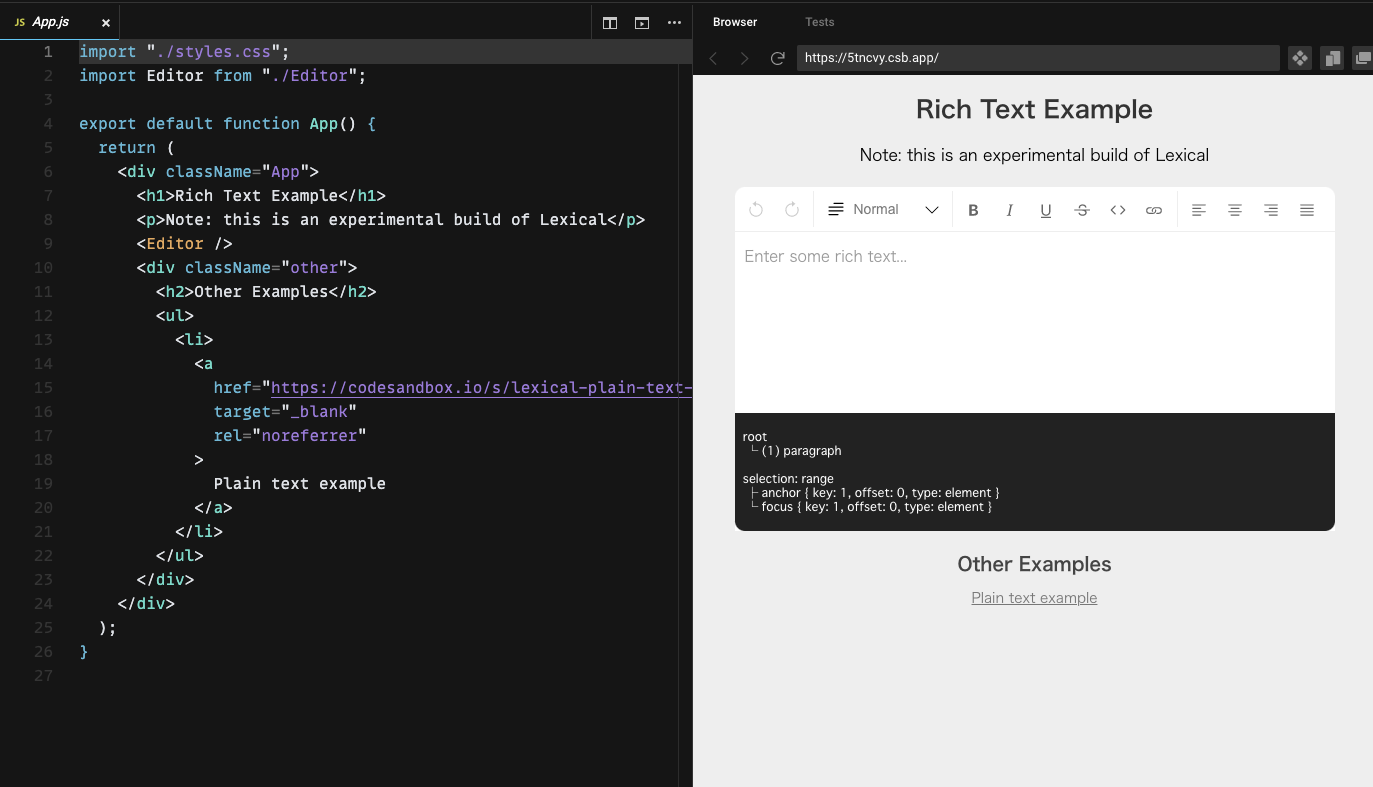 JS App.js ×
1 import "./styles.css";
2 import Editor from "./Editor";
3
4 export default function App() {
5   return (
6     <div className="App">
7       <h1>Rich Text Example</h1>
8       <p>Note: this is an experimental build of Lexical</p>
9       <Editor />
10       <div className="other">
11         <h2>Other Examples</h2>
12         <ul>
13           <li>
14             <a
15               href="https://codesandbox.io/s/lexical-plain-text-
16               target="_blank"
17               rel="noreferrer"
18             >
19               Plain text example
20             </a>
21           </li>
22         </ul>
23       </div>
24     </div>
25   );
26 }
27
Browser Tests
https://5tncvy.csb.app/
Rich Text Example
Note: this is an experimental build of Lexical
Normal B I U S <>
Enter some rich text...
root
└ (1) paragraph
selection: range
├ anchor { key: 1, offset: 0, type: element }
└ focus { key: 1, offset: 0, type: element }
Other Examples
Plain text example